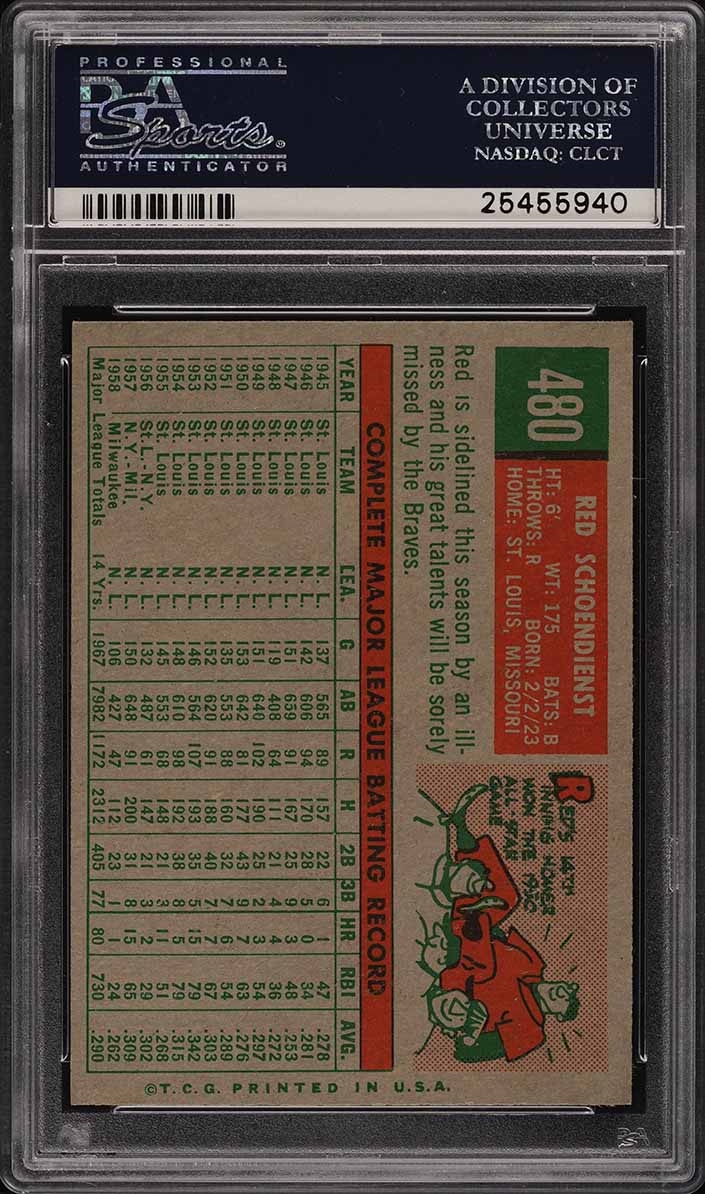 PROFESSIONAL
PSA
Sports
AUTHENTICATOR
A DIVISION OF
COLLECTORS
UNIVERSE
NASDAQ: CLCT
25455940
480
RED SCHOENDIENST
HT: 6' WT: 175 BATS: B
THROWS: R BORN: 2/2/23
HOME: ST. LOUIS, MISSOURI
Red is sidelined this season by an ill-
ness and his great talents will be sorely
missed by the Braves.
RED'S 14TH
INNING HOMER
WON THE 1950
ALL STAR
GAME
COMPLETE MAJOR LEAGUE BATTING RECORD
YEAR TEAM LEA. G AB R H 2B 3B HR RBI AVG.
1945 St. Louis N. L. 137 565 89 157 22 6 1 47 .278
1946 St. Louis N. L. 142 606 94 170 28 5 0 34 .281
1947 St. Louis N. L. 151 659 91 167 25 9 3 48 .253
1948 St. Louis N. L. 119 408 64 111 21 4 4 36 .272
1949 St. Louis N. L. 151 640 102 190 25 2 3 54 .297
1950 St. Louis N. L. 153 642 81 177 43 9 7 63 .276
1951 St. Louis N. L. 135 553 88 160 32 7 6 54 .289
1952 St. Louis N. L. 152 620 91 188 40 7 7 67 .303
1953 St. Louis N. L. 146 564 107 193 35 5 15 79 .342
1954 St. Louis N. L. 148 610 98 192 38 8 5 79 .315
1955 St. Louis N. L. 145 553 68 148 21 3 11 51 .268
1956 St. L.-N.Y. N. L. 132 487 61 147 21 3 2 29 .302
1957 N.Y.-Mil. N. L. 150 648 91 200 31 8 15 65 .309
1958 Milwaukee N. L. 106 427 47 112 23 1 1 24 .262
Major League Totals 14 Yrs. 1967 7982 1172 2312 405 77 80 730 .290
©T.C.G. PRINTED IN U.S.A.
PSA